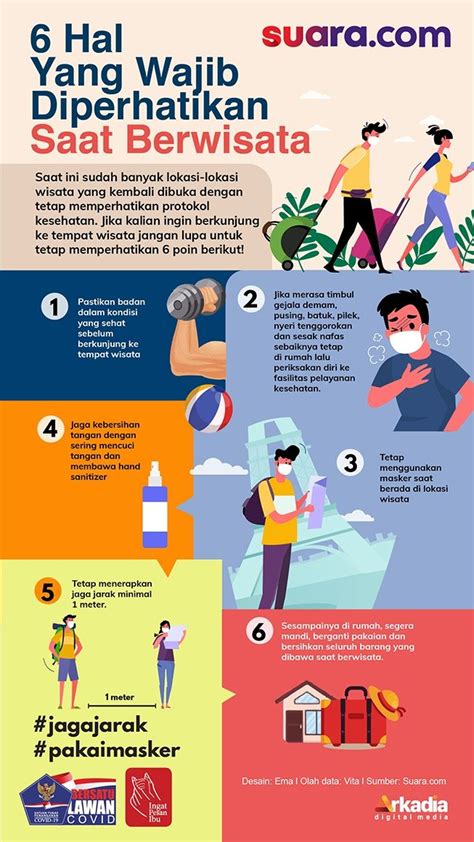 6 Hal
Yang Wajib
Diperhatikan
Saat Berwisata
suara.com
Saat ini sudah banyak lokasi-lokasi
wisata yang kembali dibuka dengan
tetap memperhatikan protokol
kesehatan. Jika kalian ingin berkunjung
ke tempat wisata jangan lupa untuk
tetap memperhatikan 6 poin berikut!
1
Pastikan badan
dalam kondisi
yang sehat
sebelum
berkunjung ke
tempat wisata
2
Jika merasa timbul
gejala demam,
pusing, batuk, pilek,
nyeri tenggorokan
dan sesak nafas
sebaiknya tetap
di rumah lalu
periksakan diri ke
fasilitas pelayanan
kesehatan.
3
Tetap
menggunakan
masker saat
berada di lokasi
wisata
4
Jaga kebersihan
tangan dengan
sering mencuci
tangan dan
membawa hand
sanitizer
5
Tetap menerapkan
jaga jarak minimal
1 meter.
1 meter
#jagajarak
#pakaimasker
6
Sesampainya di rumah, segera
mandi, berganti pakaian dan
bersihkan seluruh barang yang
dibawa saat berwisata.
BERSATU
LAWAN
COVID
COVID-19
Ingat
Pesan
Ibu
Desain: Ema I Olah data: Vita I Sumber: Suara.com
Arkadia
digital media